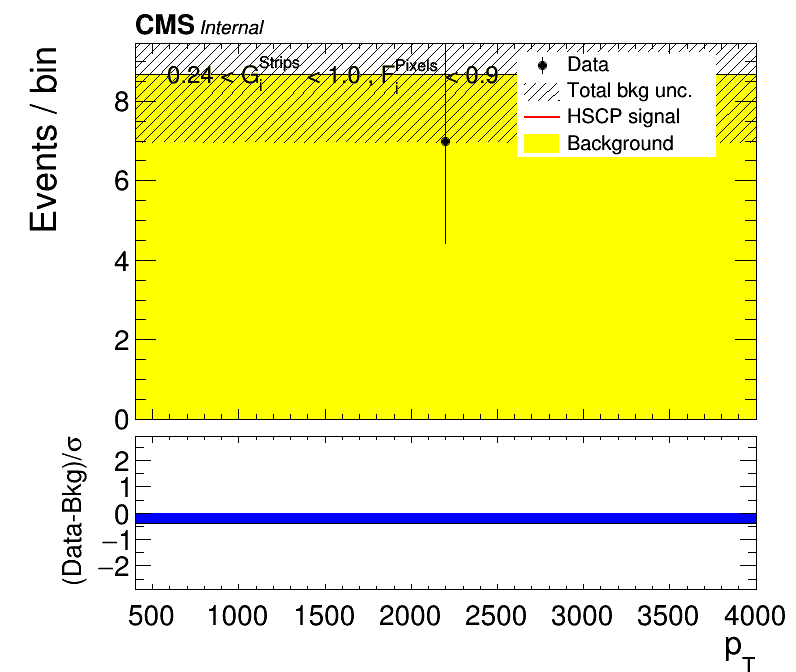 CMS Internal
Events / bin
0.24 < G_i^Strips < 1.0 , F_i^Pixels < 0.9
Data
Total bkg unc.
HSCP signal
Background
8
6
4
2
0
(Data-Bkg)/σ
2
1
0
−1
−2
500 1000 1500 2000 2500 3000 3500 4000
p_T